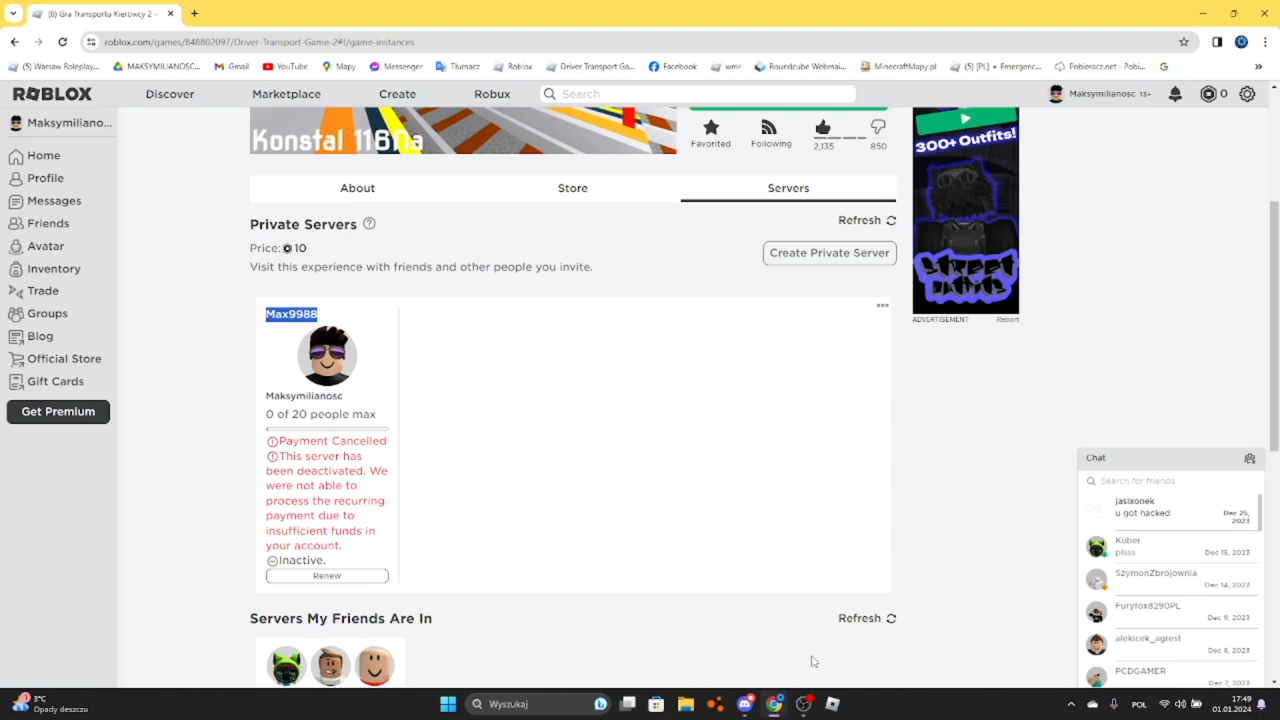 (6) Gra Transportu Kierowcy 2 -
roblox.com/games/848802097/Driver-Transport-Game-2#!/game-instances
(5) Warsaw Roleplay...
MAKSYMILIANOSC...
Gmail
YouTube
Mapy
Messenger
Tłumacz
Roblox
Driver Transport Ga...
Facebook
wror
Roundcube Webmai...
MinecraftMapy.pl
(5) [PL] • Emergenc...
Pobieracz.net - Pobi...
ROBLOX
Discover
Marketplace
Create
Robux
Search
Maksymilianosc 13+
0
Maksymiliano...
Home
Profile
Messages
Friends
Avatar
Inventory
Trade
Groups
Blog
Official Store
Gift Cards
Get Premium
Konstal 116Na
Favorited
Following
2,135
850
About
Store
Servers
Private Servers
Refresh
Price: 10
Create Private Server
Visit this experience with friends and other people you invite.
Max9988
Maksymilianosc
0 of 20 people max
Payment Cancelled
This server has
been deactivated. We
were not able to
process the recurring
payment due to
insufficient funds in
your account.
Inactive.
Renew
Servers My Friends Are In
Refresh
300+ Outfits!
STREET
OUTFITS
ADVERTISEMENT
Report
Chat
Search for friends
jasixonek
u got hacked
Dec 25,
2023
Kuber
plsss
Dec 15, 2023
SzymonZbrojownia
Dec 14, 2023
Furyfox8290PL
Dec 9, 2023
alekicek_agrest
Dec 8, 2023
PCDGAMER
Dec 7, 2023
3°C
Opady deszczu
Wyszukaj
POL
17:49
01.01.2024